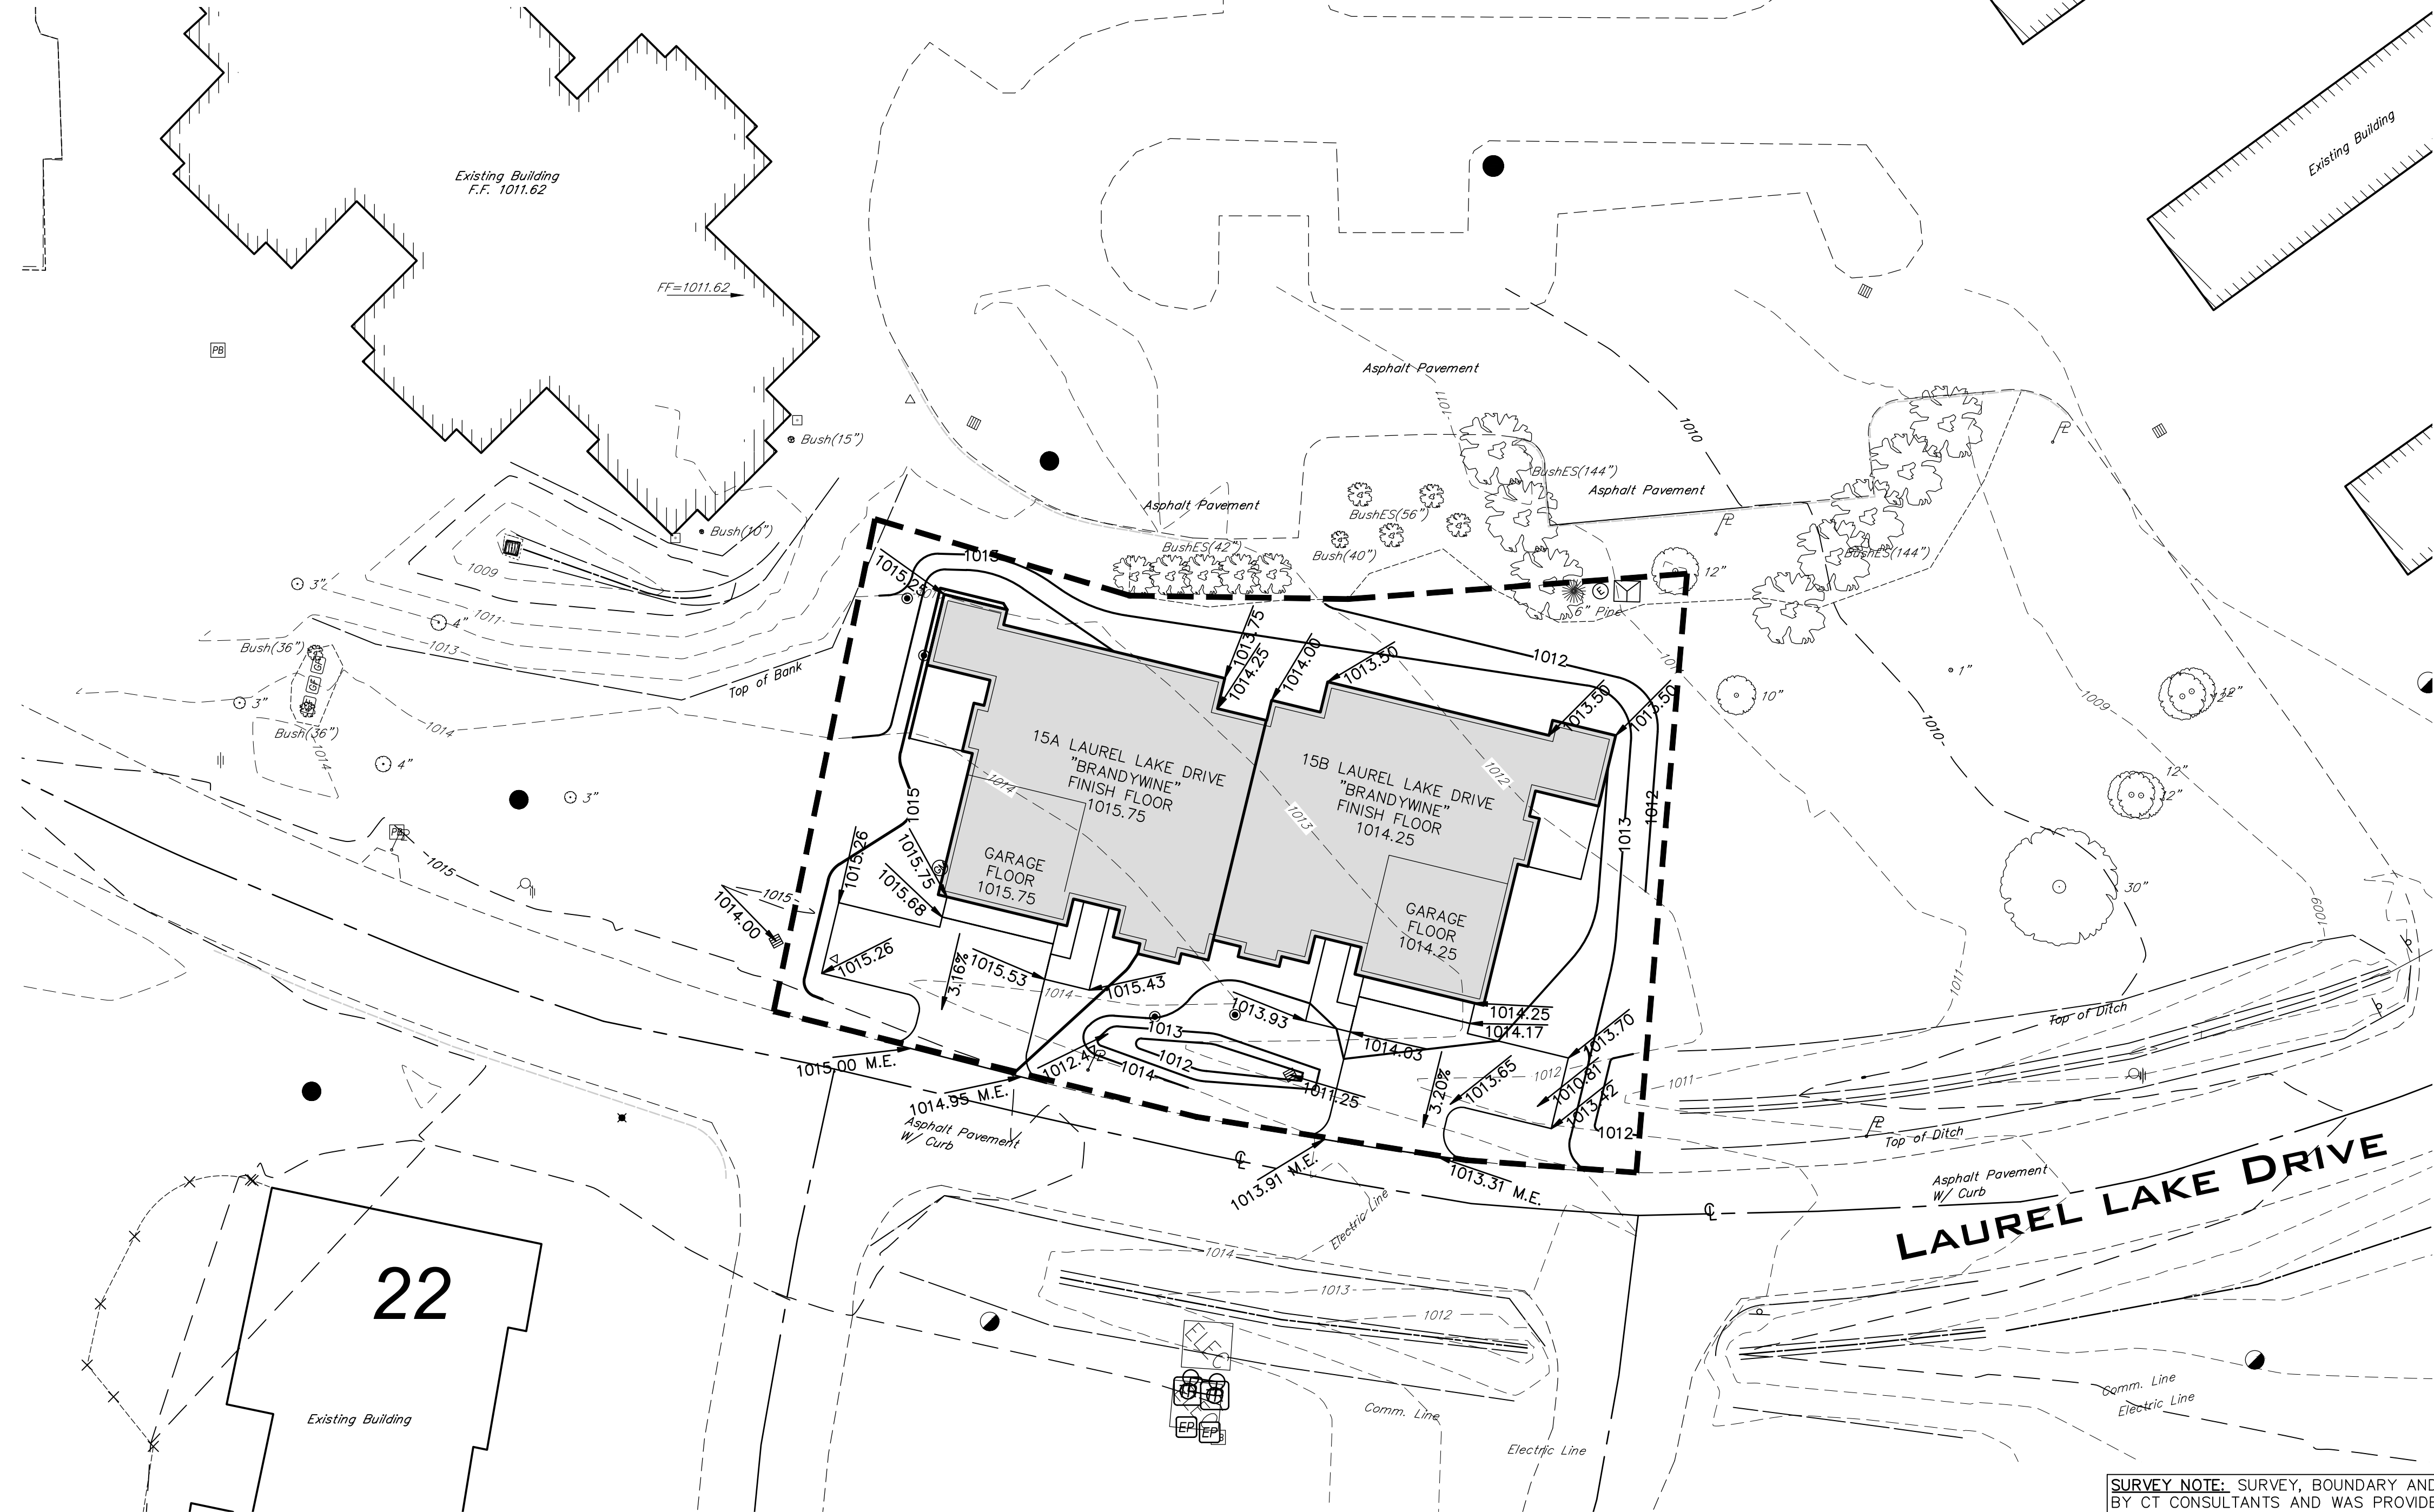 Existing Building
Existing Building
F.F. 1011.62
FF=1011.62
PB
Asphalt Pavement
1011
1010
Bush(15")
BushES(144")
Asphalt Pavement
Asphalt Pavement
BushES(56")
Bush(10")
BushES(42")
Bush(40")
BushES(144")
1009
1013
1015.25
12"
3"
6" Pipe
4"
1011
1013
Bush(36")
GF
GF
Top of Bank
1013.75
1014.25
1014.00
1013.50
1012
1"
10"
12"
12"
1009
3"
1014
Bush(36")
1014
1013.50
1013.50
1010
15A LAUREL LAKE DRIVE
"BRANDYWINE"
FINISH FLOOR
1015.75
15B LAUREL LAKE DRIVE
"BRANDYWINE"
FINISH FLOOR
1014.25
1012
1014
1013
4"
3"
12"
12"
1015
1012
1013
PB
1015
1015.26
1015.75
1015.68
GARAGE
FLOOR
1015.75
GARAGE
FLOOR
1014.25
30"
1009
1015
1014.00
1015.26
3.16%
1015.53
1014
1015.43
1011
1013.93
1014.25
1014.17
Top of Ditch
1013
1014.03
1013.70
1012.47
1012
1014
1015.00 M.E.
1011.25
3.20%
1013.65
1012
1010.81
1013.42
1011
1014.95 M.E.
Asphalt Pavement
W/ Curb
1012
Top of Ditch
1013.91 M.E.
1013.31 M.E.
Asphalt Pavement
W/ Curb
LAUREL LAKE DRIVE
Electric Line
1014
1013
1012
22
ELEC
EP
EP
Existing Building
Comm. Line
Electric Line
Comm. Line
Electric Line
SURVEY NOTE: SURVEY, BOUNDARY AND
BY CT CONSULTANTS AND WAS PROVIDE